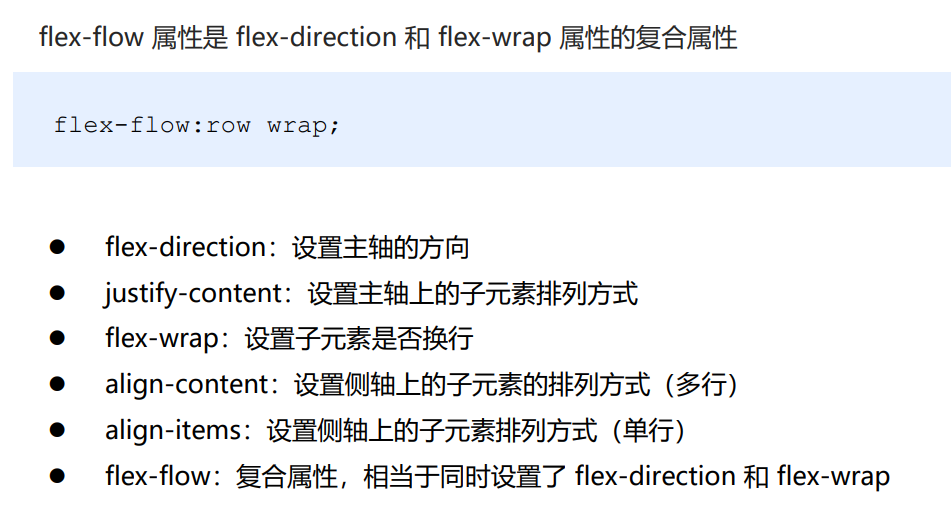 flex-flow 属性是 flex-direction 和 flex-wrap 属性的复合属性
flex-flow:row wrap;
● flex-direction：设置主轴的方向
● justify-content：设置主轴上的子元素排列方式
● flex-wrap：设置子元素是否换行
● align-content：设置侧轴上的子元素的排列方式（多行）
● align-items：设置侧轴上的子元素排列方式（单行）
● flex-flow：复合属性，相当于同时设置了 flex-direction 和 flex-wrap